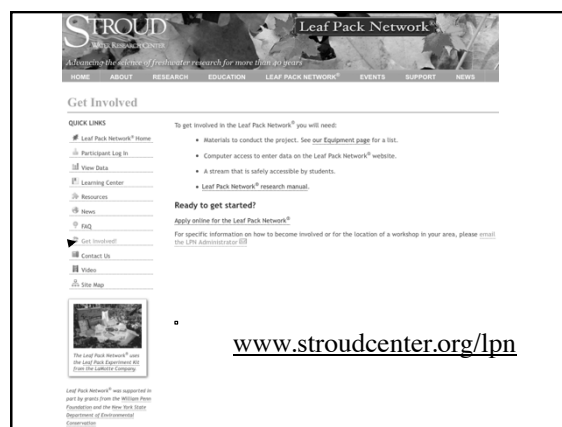 STROUD
WATER RESEARCH CENTER
Leaf Pack Network®
Advancing the science of freshwater research for more than 40 years
HOME ABOUT RESEARCH EDUCATION LEAF PACK NETWORK® EVENTS SUPPORT NEWS
Get Involved
QUICK LINKS
Leaf Pack Network® Home
Participant Log In
View Data
Learning Center
Resources
News
FAQ
Get Involved!
Contact Us
Video
Site Map
The Leaf Pack Network® uses
the Leaf Pack Experiment Kit
from the LaMotte Company.
Leaf Pack Network® was supported in
part by grants from the William Penn
Foundation and the New York State
Department of Environmental
Conservation
To get involved in the Leaf Pack Network® you will need:
• Materials to conduct the project. See our Equipment page for a list.
• Computer access to enter data on the Leaf Pack Network® website.
• A stream that is safely accessible by students.
• Leaf Pack Network® research manual.
Ready to get started?
Apply online for the Leaf Pack Network®
For specific information on how to become involved or for the location of a workshop in your area, please email
the LPN Administrator
www.stroudcenter.org/lpn